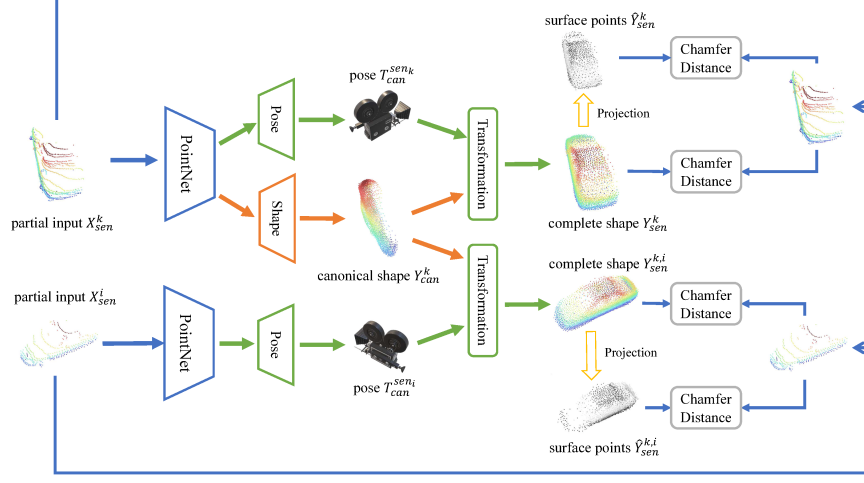 surface points Ŷ^k_sen
Chamfer
Distance
pose T^{sen_k}_{can}
Projection
Pose
PointNet
Transformation
Chamfer
Distance
partial input X^k_sen
Shape
complete shape Y^k_sen
canonical shape Y^k_can
complete shape Y^{k,i}_sen
partial input X^i_sen
Chamfer
Distance
PointNet
Pose
Transformation
Projection
pose T^{sen_i}_{can}
Chamfer
Distance
surface points Ŷ^{k,i}_sen